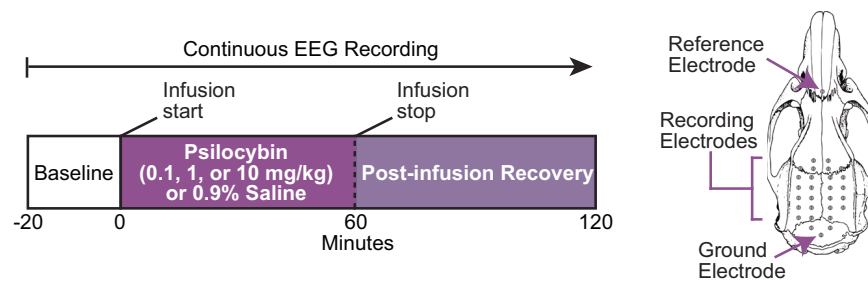 Continuous EEG Recording
Infusion
start
Infusion
stop
Baseline
Psilocybin
(0.1, 1, or 10 mg/kg)
or 0.9% Saline
Post-infusion Recovery
-20
0
60
120
Minutes
Reference
Electrode
Recording
Electrodes
Ground
Electrode